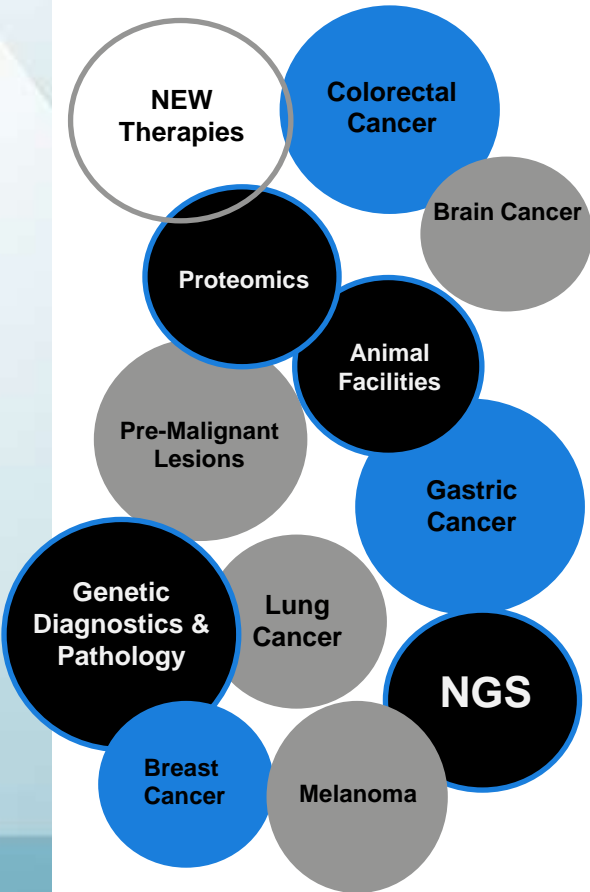 NEW
Therapies
Colorectal
Cancer
Brain Cancer
Proteomics
Animal
Facilities
Pre-Malignant
Lesions
Gastric
Cancer
Genetic
Diagnostics &
Pathology
Lung
Cancer
NGS
Breast
Cancer
Melanoma